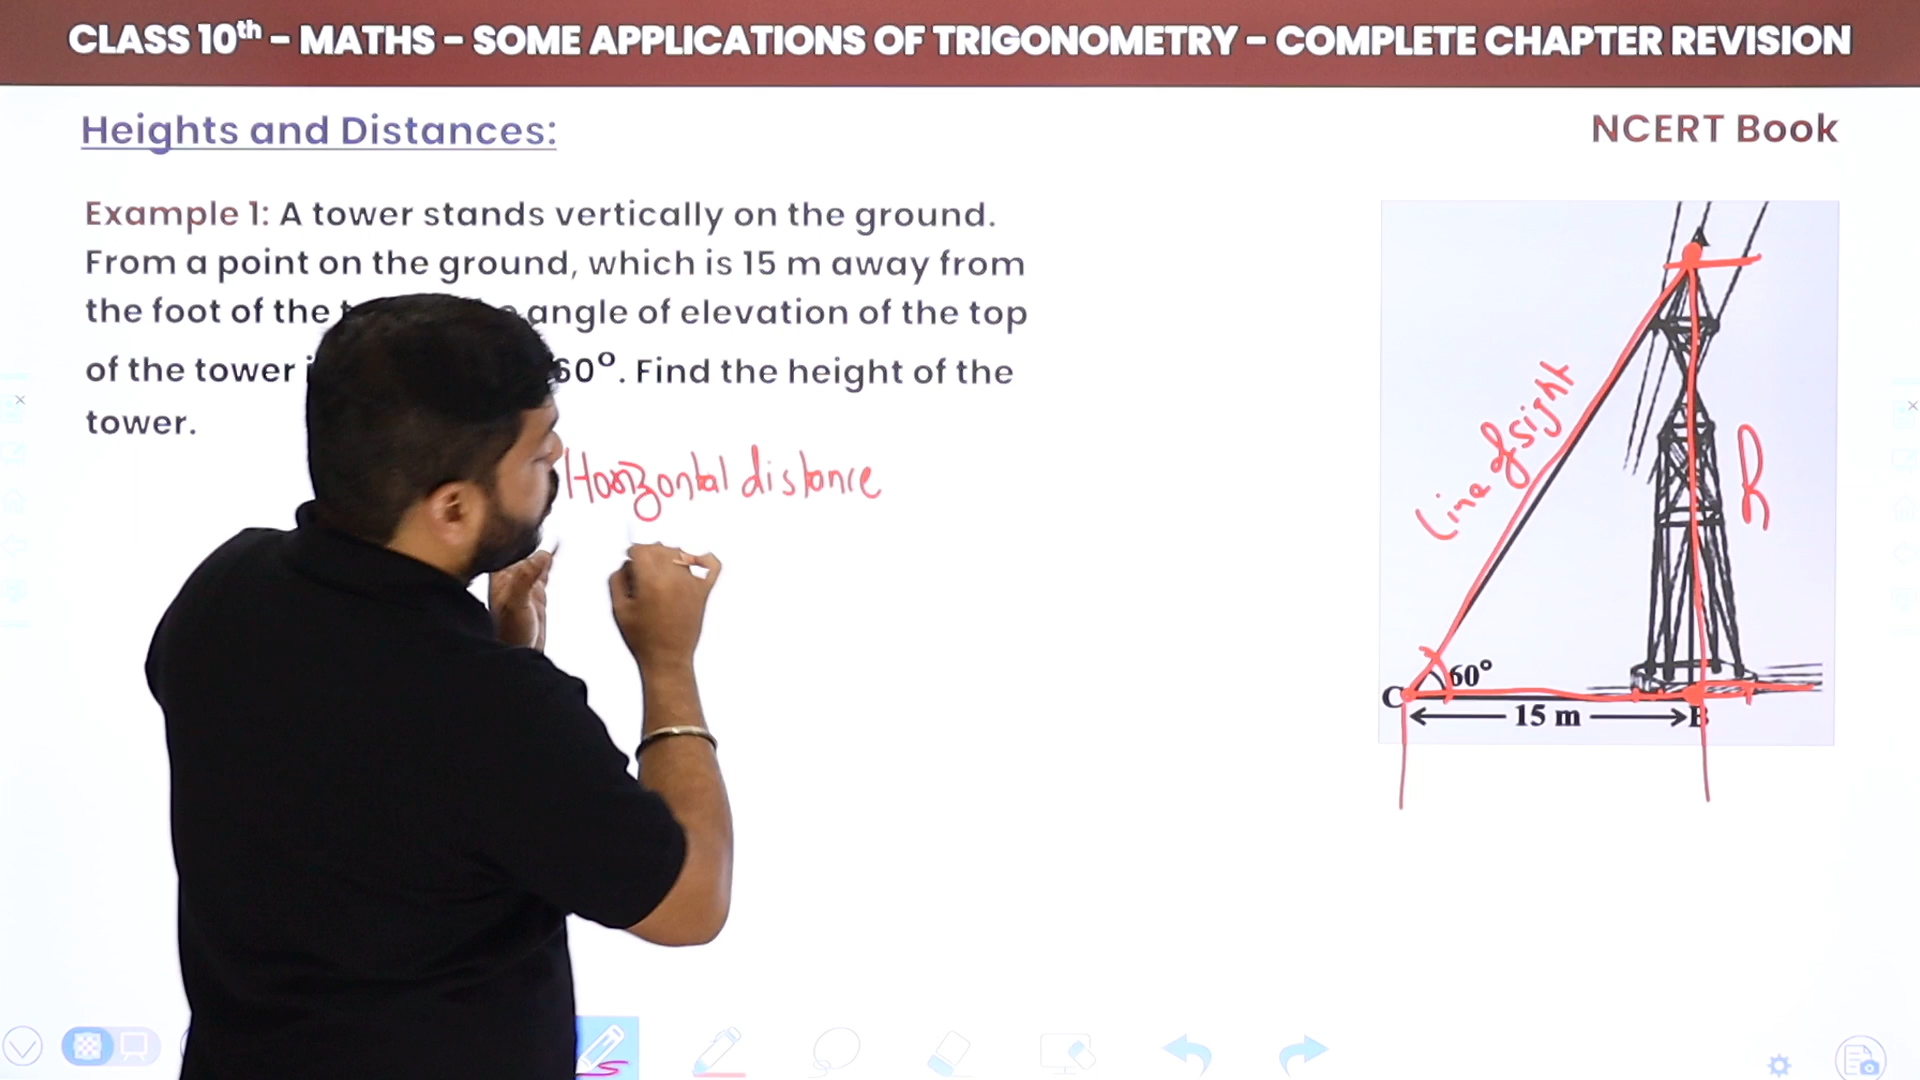 CLASS 10th - MATHS - SOME APPLICATIONS OF TRIGONOMETRY - COMPLETE CHAPTER REVISION
Heights and Distances:
NCERT Book
Example 1: A tower stands vertically on the ground.
From a point on the ground, which is 15 m away from
the foot of the angle of elevation of the top
of the tower 60°. Find the height of the
tower.
Horizontal distance
Line of sight
h
60°
C
15 m
B